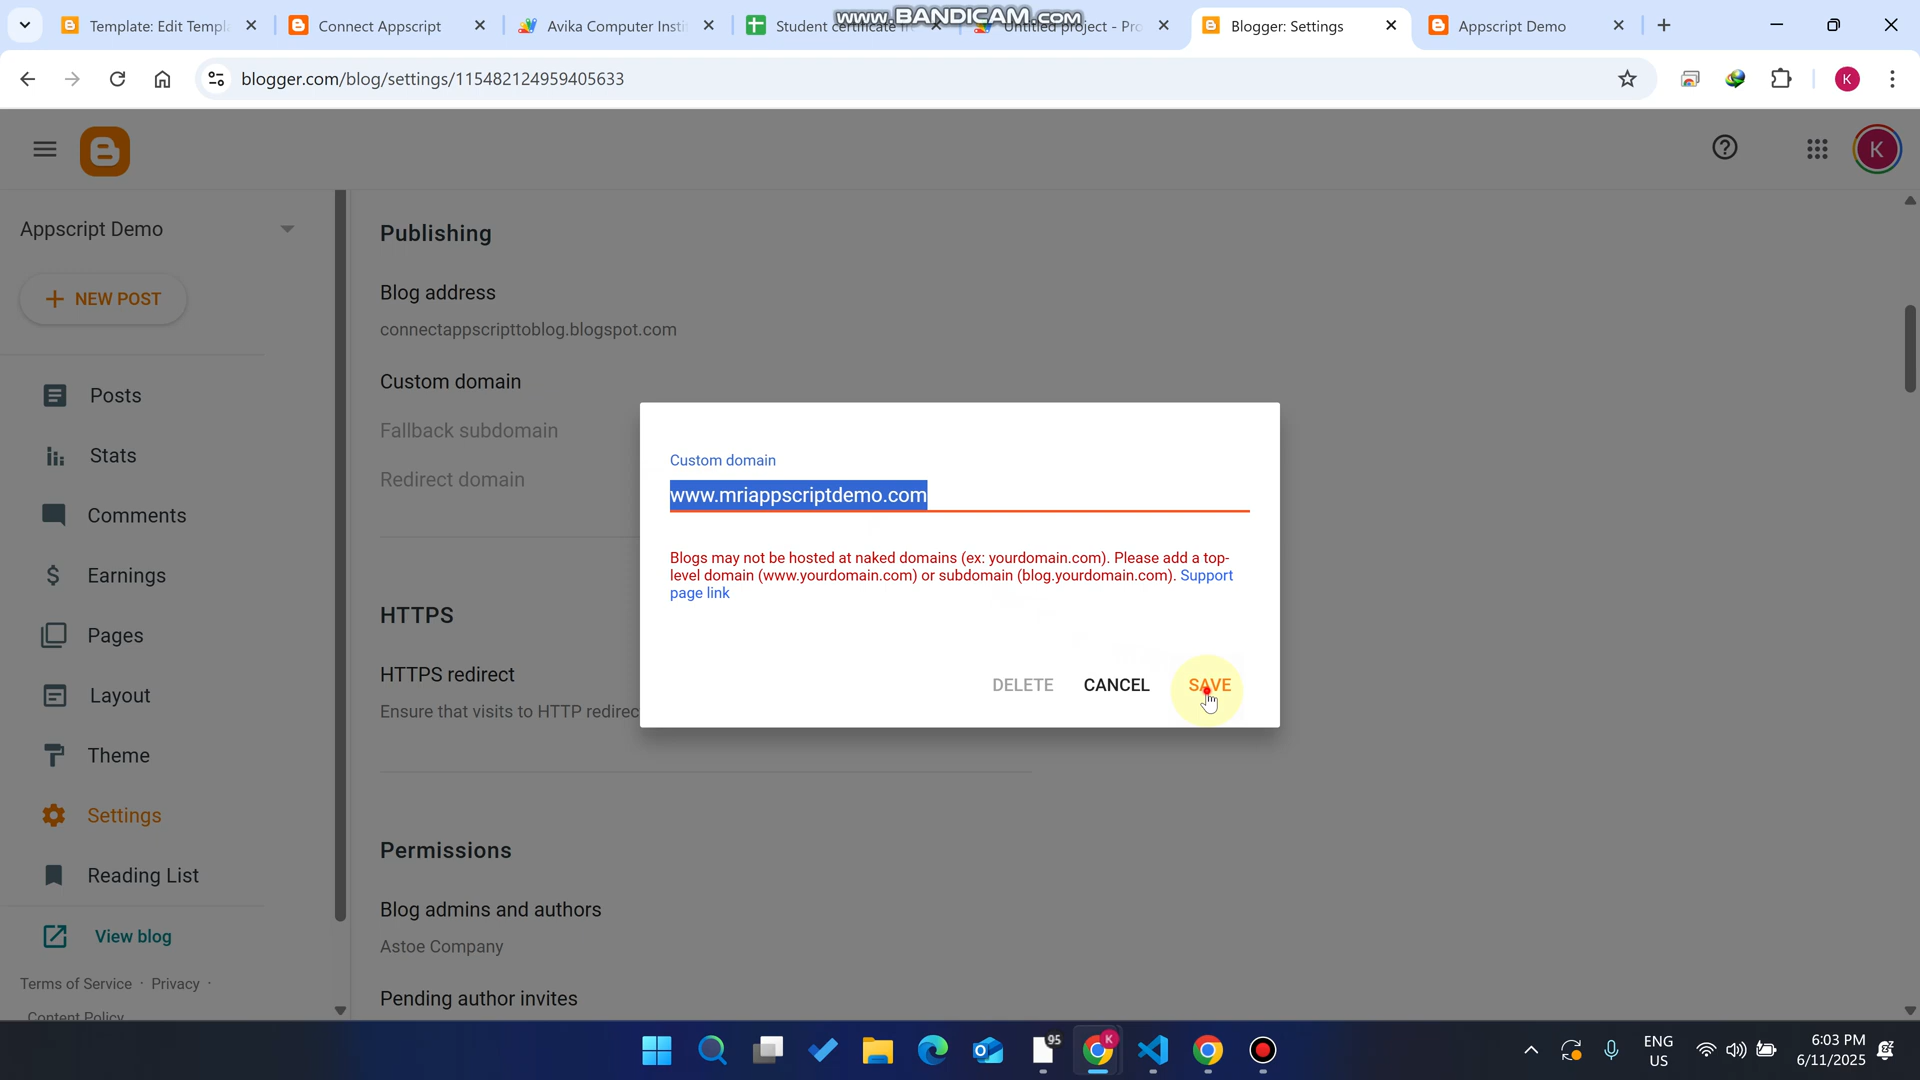 www.BANDICAM.com
Template: Edit Templa
Connect Appscript
Avika Computer Insti
Student certificate fre
Untitled project - Pro
Blogger: Settings
Appscript Demo
blogger.com/blog/settings/115482124959405633
K
K
Appscript Demo
NEW POST
Posts
Stats
Comments
Earnings
Pages
Layout
Theme
Settings
Reading List
View blog
Terms of Service · Privacy ·
Content Policy
Publishing
Blog address
connectappscripttoblog.blogspot.com
Custom domain
Fallback subdomain
Redirect domain
HTTPS
HTTPS redirect
Ensure that visits to HTTP redirec
Permissions
Blog admins and authors
Astoe Company
Pending author invites
Custom domain
www.mriappscriptdemo.com
Blogs may not be hosted at naked domains (ex: yourdomain.com). Please add a top-
level domain (www.yourdomain.com) or subdomain (blog.yourdomain.com). Support
page link
DELETE
CANCEL
SAVE
95
K
ENG
US
6:03 PM
6/11/2025